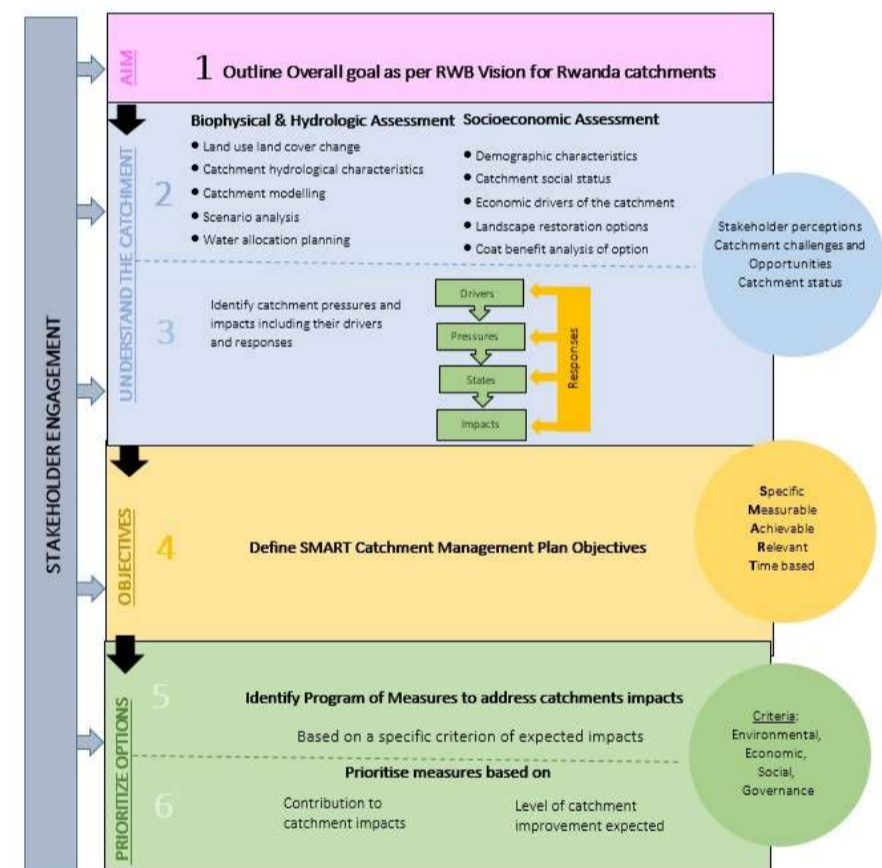 STAKEHOLDER ENGAGEMENT
AIM
1 Outline Overall goal as per RWB Vision for Rwanda catchments
UNDERSTAND THE CATCHMENT
2
Biophysical & Hydrologic Assessment
Land use land cover change
Catchment hydrological characteristics
Catchment modelling
Scenario analysis
Water allocation planning
Socioeconomic Assessment
Demographic characteristics
Catchment social status
Economic drivers of the catchment
Landscape restoration options
Coat benefit analysis of option
Stakeholder perceptions
Catchment challenges and
Opportunities
Catchment status
3
Identify catchment pressures and
impacts including their drivers
and responses
Drivers
Pressures
States
Impacts
Responses
OBJECTIVES
4
Define SMART Catchment Management Plan Objectives
Specific
Measurable
Achievable
Relevant
Time based
PRIORITIZE OPTIONS
5
Identify Program of Measures to address catchments impacts
Based on a specific criterion of expected impacts
Criteria:
Environmental,
Economic,
Social,
Governance
6
Prioritise measures based on
Contribution to
catchment impacts
Level of catchment
improvement expected